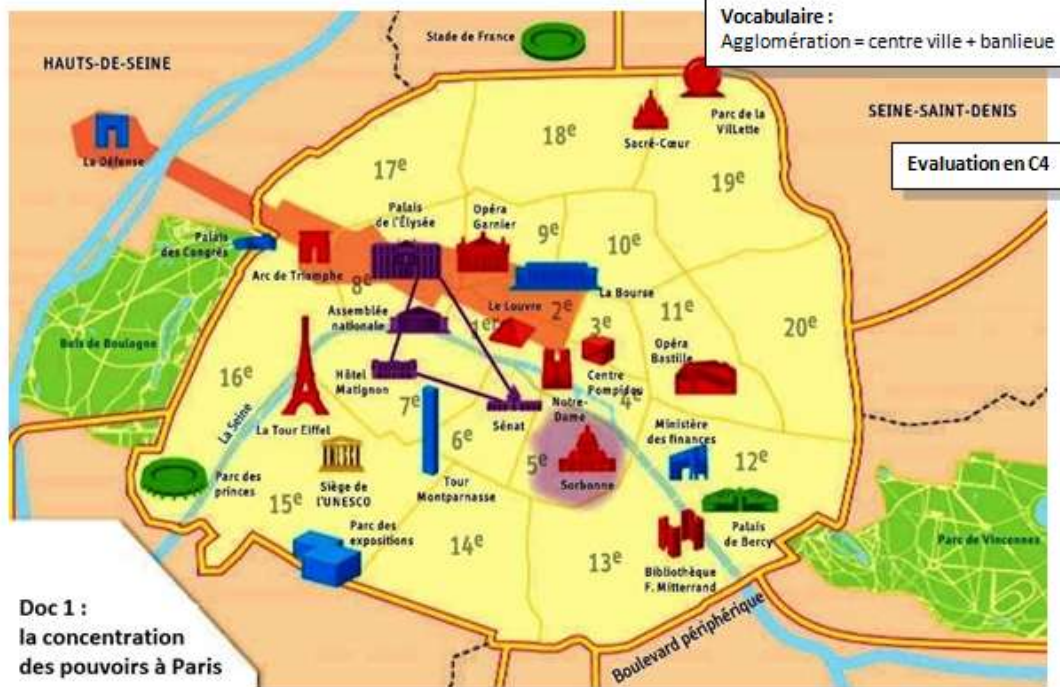 Vocabulaire :
Agglomération = centre ville + banlieue
Stade de France
HAUTS-DE-SEINE
SEINE-SAINT-DENIS
Parc de la
VilLette
Sacré-Cœur
18e
La Défense
17e
19e
Evaluation en C4
Palais
de l'Élysée
Opéra
Garnier
9e
10e
Palais
des Congrés
Arc de Triomphe
8e
La Bourse
Assemblée
nationale
1er
Le Louvre
2e
3e
11e
20e
Bois de Boulogne
Opéra
Bastille
16e
Hôtel
Matignon
Centre
Pompidou
7e
Sénat
Notre-
Dame
4e
La Seine
La Tour Eiffel
6e
Ministère
des finances
5e
12e
Parc des
princes
Siège de
l'UNESCO
Tour
Montparnasse
Sorbonne
15e
Palais
de Bercy
Parc de Vincennes
Parc des
expositions
14e
13e
Bibliothèque
F. Mitterrand
Boulevard périphérique
Doc 1 :
la concentration
des pouvoirs à Paris